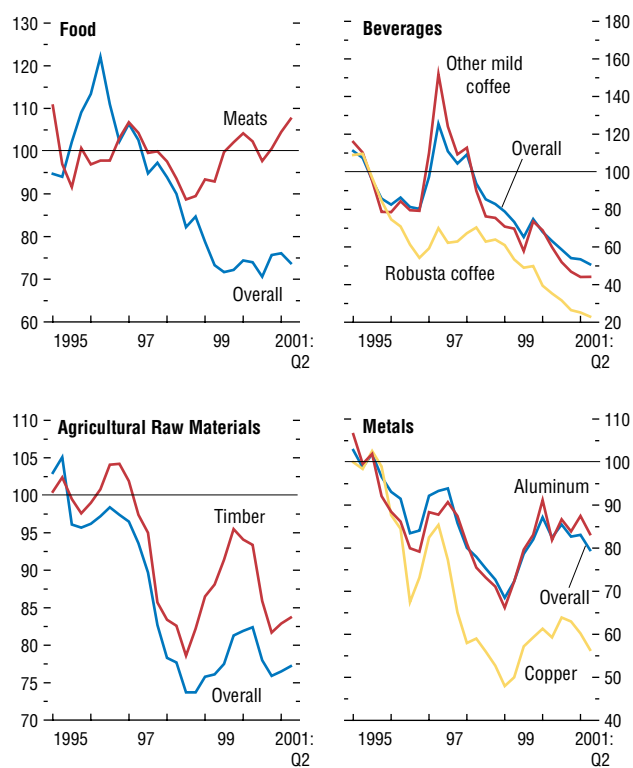 Food
130
120
110
100
90
80
70
60
Meats
Overall
1995
97
99
2001:
Q2
Beverages
180
160
140
120
100
80
60
40
20
Other mild
coffee
Overall
Robusta coffee
1995
97
99
2001:
Q2
Agricultural Raw Materials
110
105
100
95
90
85
80
75
70
Timber
Overall
1995
97
99
2001:
Q2
Metals
110
100
90
80
70
60
50
40
Aluminum
Overall
Copper
1995
97
99
2001:
Q2